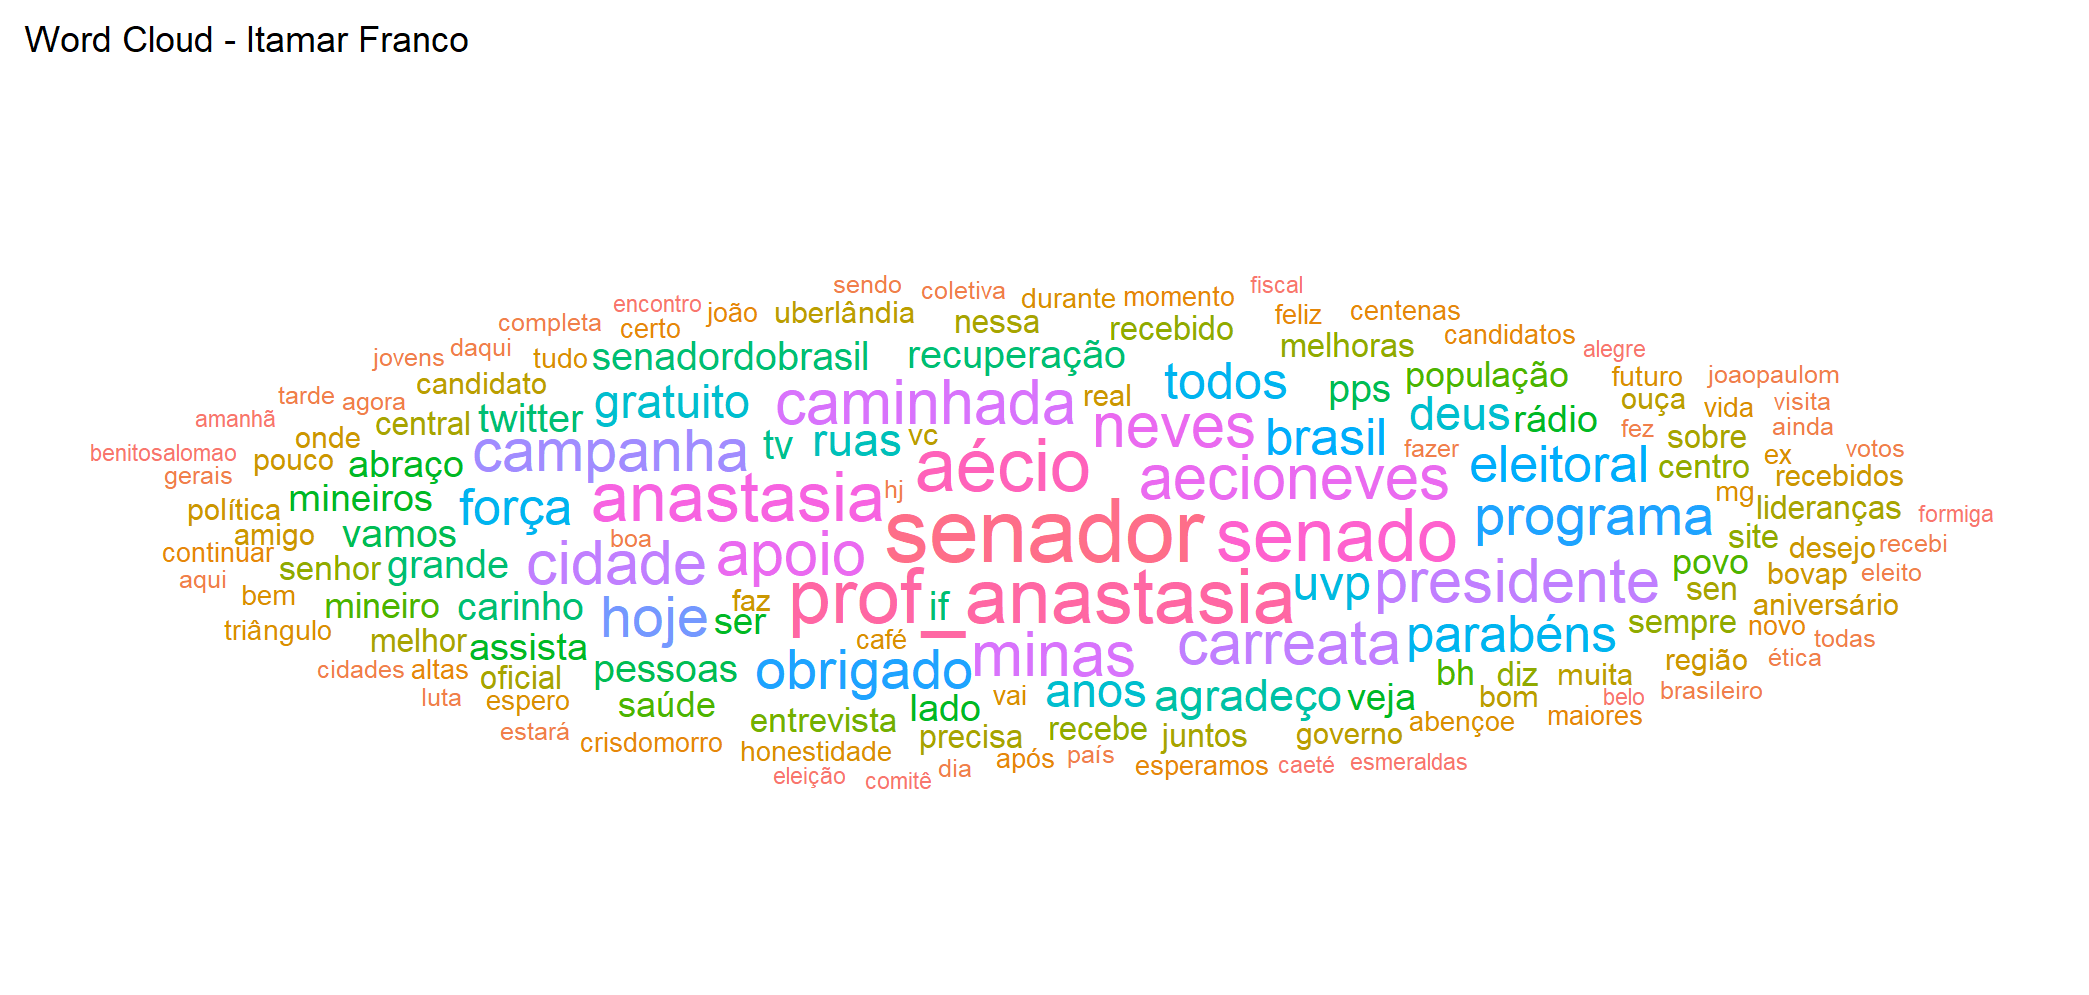 Word Cloud - Itamar Franco
sendo coletiva durante momento fiscal
encontro joão uberlândia nessa recebido feliz centenas
completa certo candidatos
jovens daqui tudo senadordobrasil recuperação melhoras alegre
tarde agora candidato gratuito caminhada real todos pps população futuro joaopaulom
amanhã central twitter neves deus rádio ouça vida visita
benitosalomao onde campanha tv ruas vc brasil fazer fez sobre ainda
gerais pouco abraço aécio aecioneves eleitoral centro ex votos
política mineiros força anastasia hj mg recebidos
amigo vamos boa senador senado programa lideranças formiga
continuar senhor grande cidade apoio site desejo recebi
aqui bem uvp presidente povo bovap eleito
triângulo mineiro carinho hoje ser faz prof_anastasia if sen aniversário
melhor assista café minas carreata parabéns sempre novo todas
cidades altas oficial pessoas obrigado bh diz muita região ética
luta espero saúde vai anos agradeço veja bom belo brasileiro
estará entrevista lado precisa recebe juntos governo abençoe maiores
crisdomorro honestidade após país esperamos caeté esmeraldas
eleição comitê dia